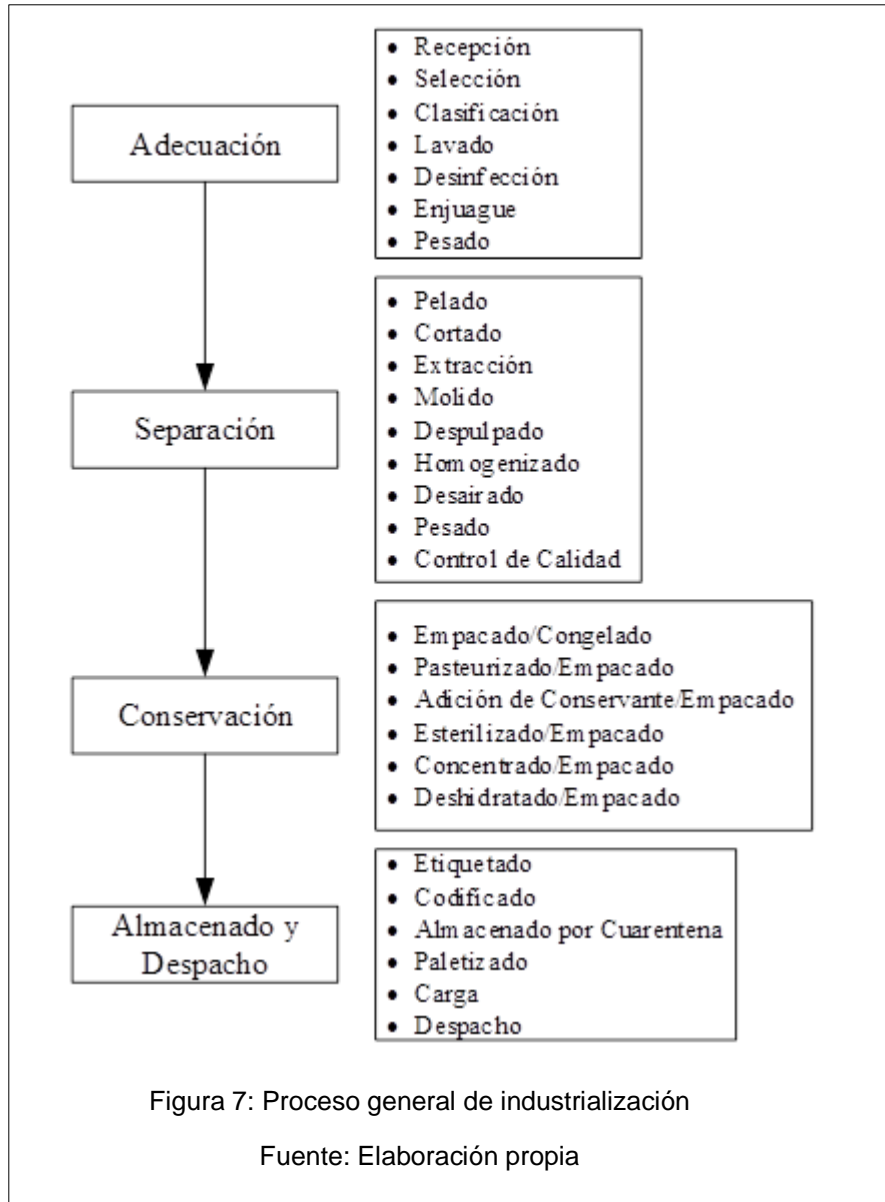 Adecuación
• Recepción
• Selección
• Clasificación
• Lavado
• Desinfección
• Enjuague
• Pesado
Separación
• Pelado
• Cortado
• Extracción
• Molido
• Despulpado
• Homogenizado
• Desairado
• Pesado
• Control de Calidad
Conservación
• Empacado/Congelado
• Pasteurizado/Empacado
• Adición de Conservante/Empacado
• Esterilizado/Empacado
• Concentrado/Empacado
• Deshidratado/Empacado
Almacenado y
Despacho
• Etiquetado
• Codificado
• Almacenado por Cuarentena
• Paletizado
• Carga
• Despacho
Figura 7: Proceso general de industrialización
Fuente: Elaboración propia